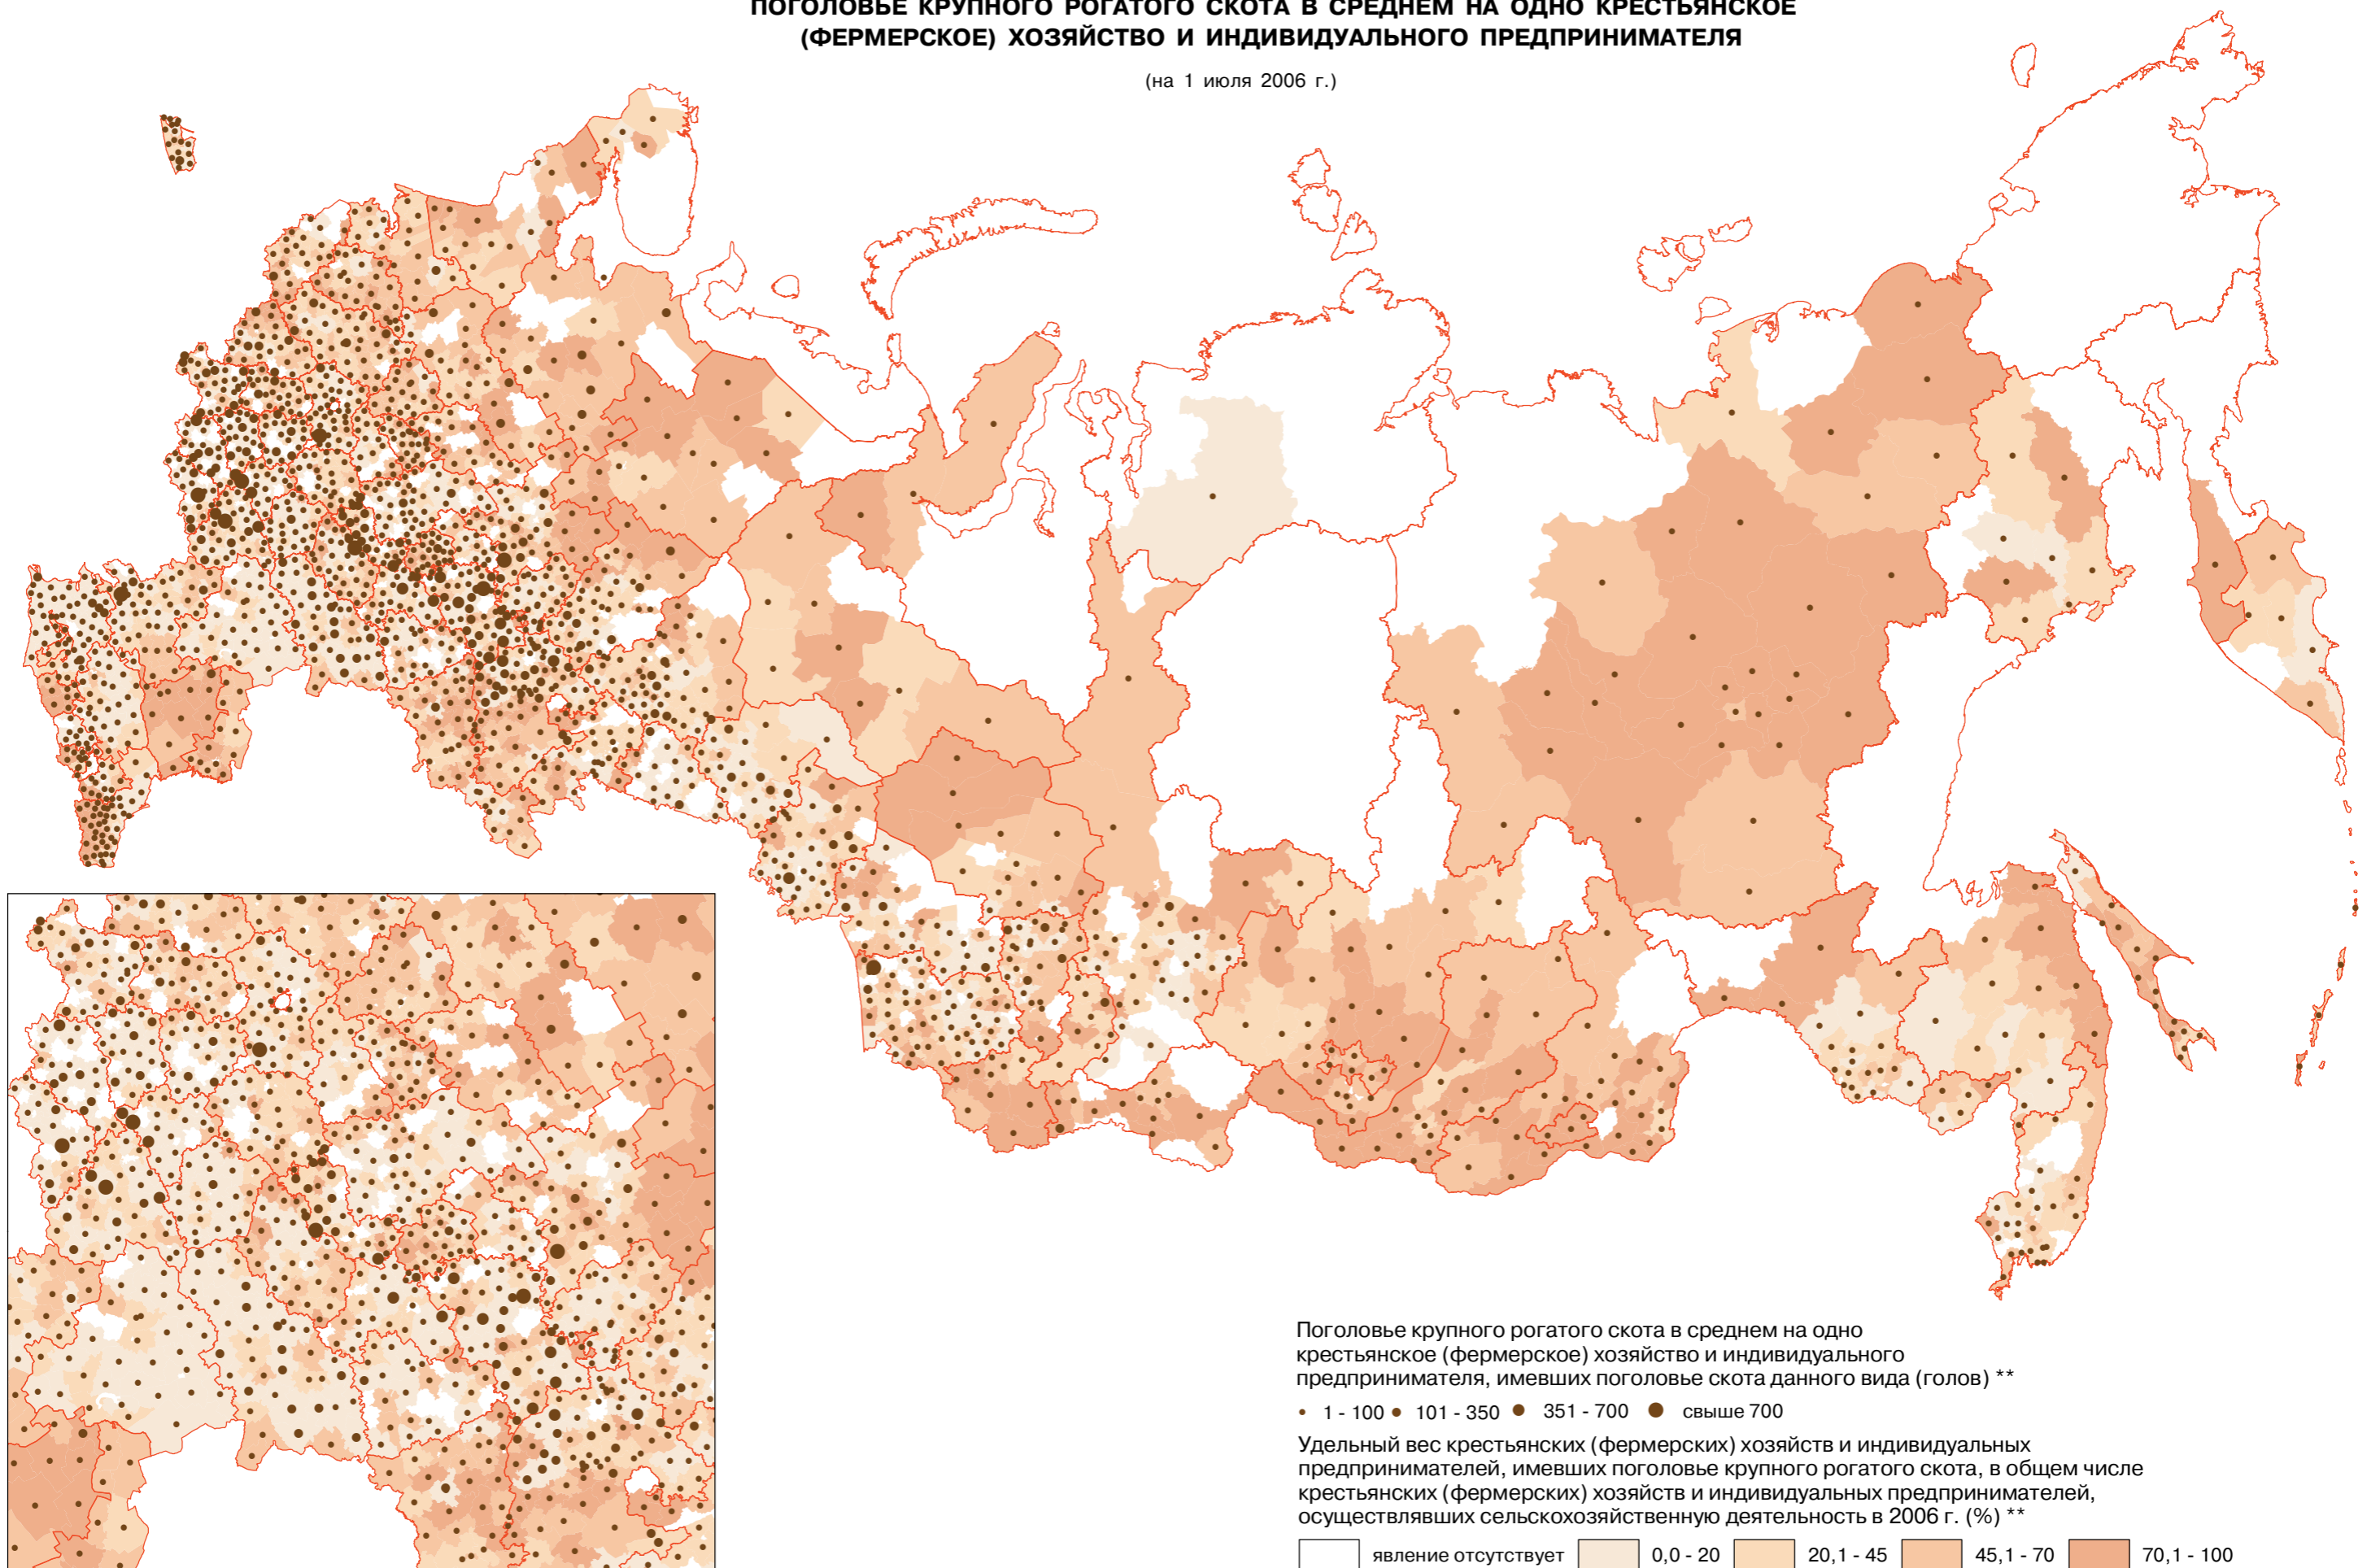 ПОГОЛОВЬЕ КРУПНОГО РОГАТОГО СКОТА В СРЕДНЕМ НА ОДНО КРЕСТЬЯНСКОЕ
(ФЕРМЕРСКОЕ) ХОЗЯЙСТВО И ИНДИВИДУАЛЬНОГО ПРЕДПРИНИМАТЕЛЯ
(на 1 июля 2006 г.)
Поголовье крупного рогатого скота в среднем на одно
крестьянское (фермерское) хозяйство и индивидуального
предпринимателя, имевших поголовье скота данного вида (голов) **
1 - 100 101 - 350 351 - 700 свыше 700
Удельный вес крестьянских (фермерских) хозяйств и индивидуальных
предпринимателей, имевших поголовье крупного рогатого скота, в общем числе
крестьянских (фермерских) хозяйств и индивидуальных предпринимателей,
осуществлявших сельскохозяйственную деятельность в 2006 г. (%) **
явление отсутствует 0,0 - 20 20,1 - 45 45,1 - 70 70,1 - 100